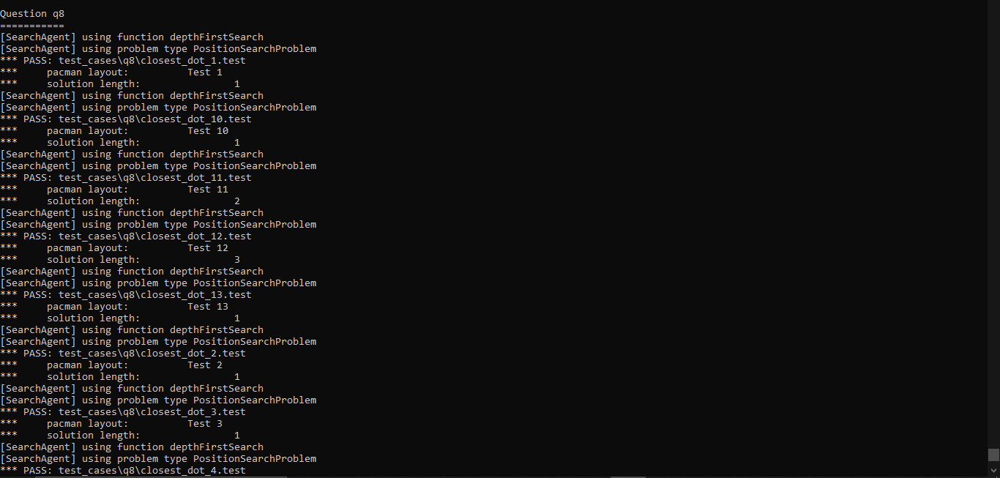 Question q8
===========
[SearchAgent] using function depthFirstSearch
[SearchAgent] using problem type PositionSearchProblem
*** PASS: test_cases\q8\closest_dot_1.test
***     pacman layout:          Test 1
***     solution length:                1
[SearchAgent] using function depthFirstSearch
[SearchAgent] using problem type PositionSearchProblem
*** PASS: test_cases\q8\closest_dot_10.test
***     pacman layout:          Test 10
***     solution length:                1
[SearchAgent] using function depthFirstSearch
[SearchAgent] using problem type PositionSearchProblem
*** PASS: test_cases\q8\closest_dot_11.test
***     pacman layout:          Test 11
***     solution length:                2
[SearchAgent] using function depthFirstSearch
[SearchAgent] using problem type PositionSearchProblem
*** PASS: test_cases\q8\closest_dot_12.test
***     pacman layout:          Test 12
***     solution length:                3
[SearchAgent] using function depthFirstSearch
[SearchAgent] using problem type PositionSearchProblem
*** PASS: test_cases\q8\closest_dot_13.test
***     pacman layout:          Test 13
***     solution length:                1
[SearchAgent] using function depthFirstSearch
[SearchAgent] using problem type PositionSearchProblem
*** PASS: test_cases\q8\closest_dot_2.test
***     pacman layout:          Test 2
***     solution length:                1
[SearchAgent] using function depthFirstSearch
[SearchAgent] using problem type PositionSearchProblem
*** PASS: test_cases\q8\closest_dot_3.test
***     pacman layout:          Test 3
***     solution length:                1
[SearchAgent] using function depthFirstSearch
[SearchAgent] using problem type PositionSearchProblem
*** PASS: test_cases\q8\closest_dot_4.test